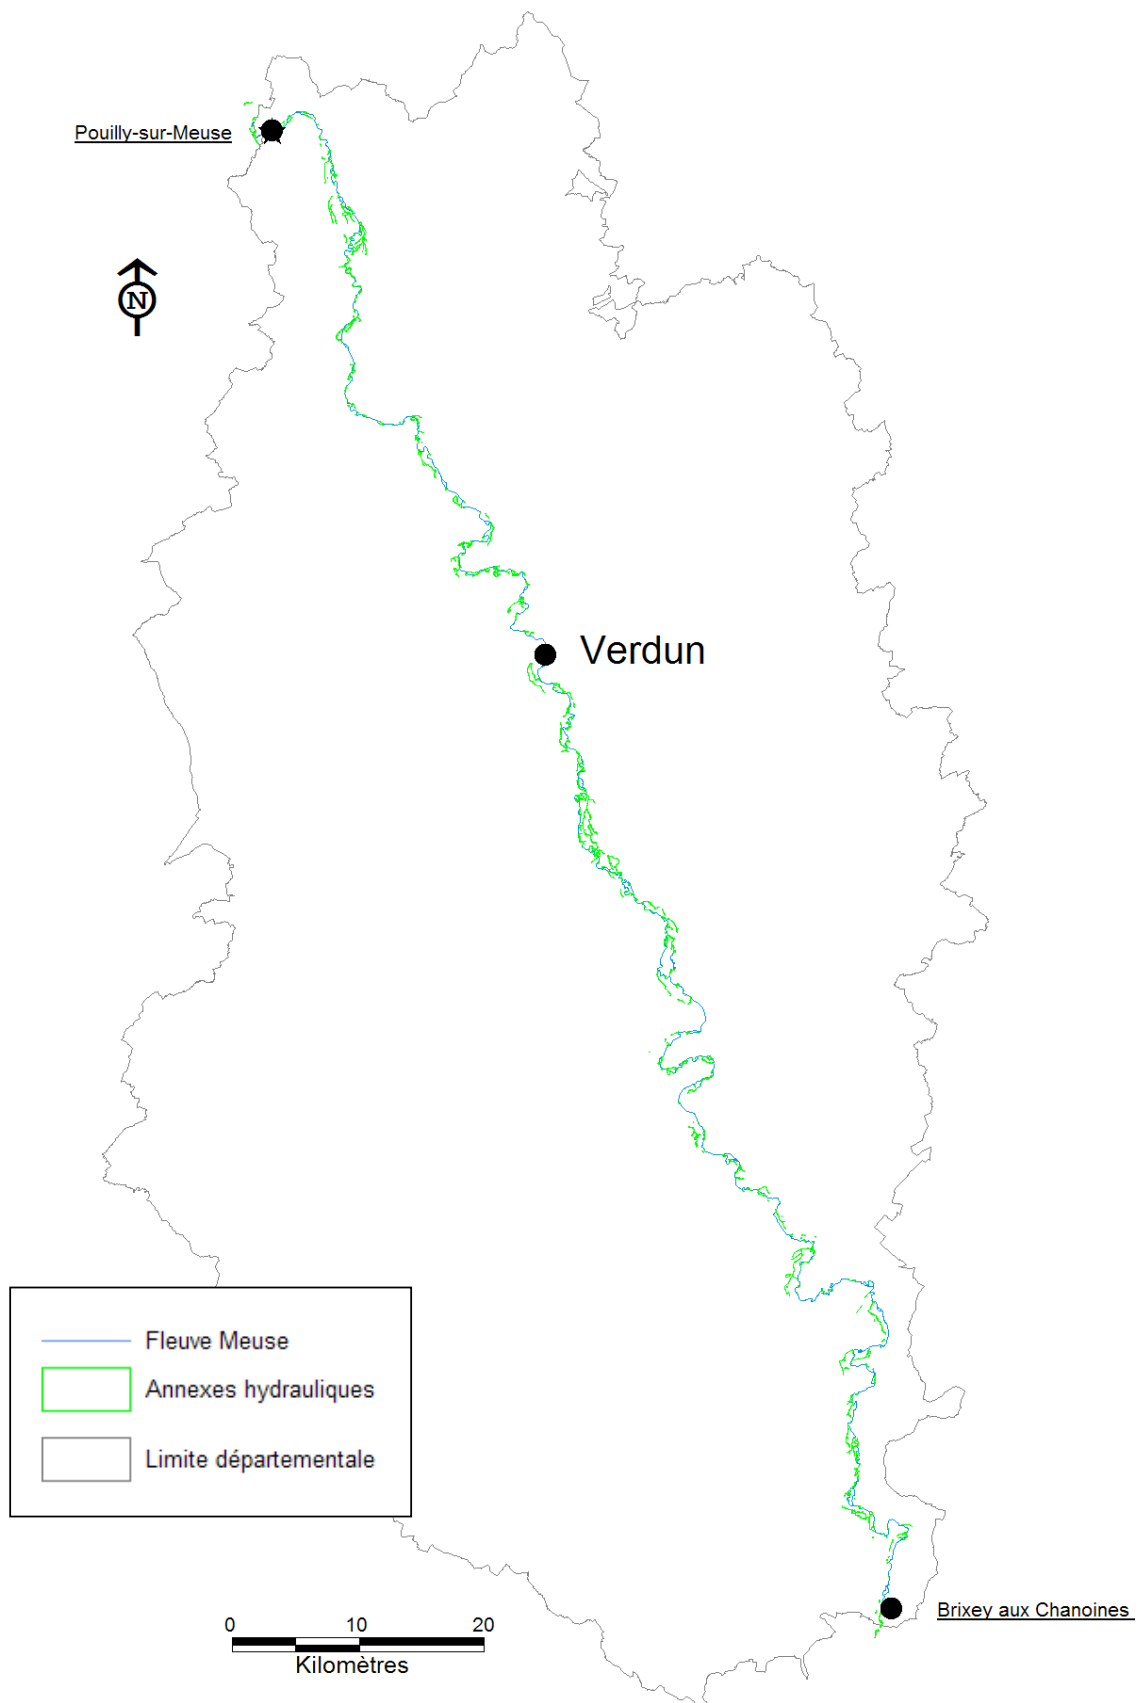 Pouilly-sur-Meuse
N
Verdun
Fleuve Meuse
Annexes hydrauliques
Limite départementale
0 10 20
Kilomètres
Brixey aux Chanoines